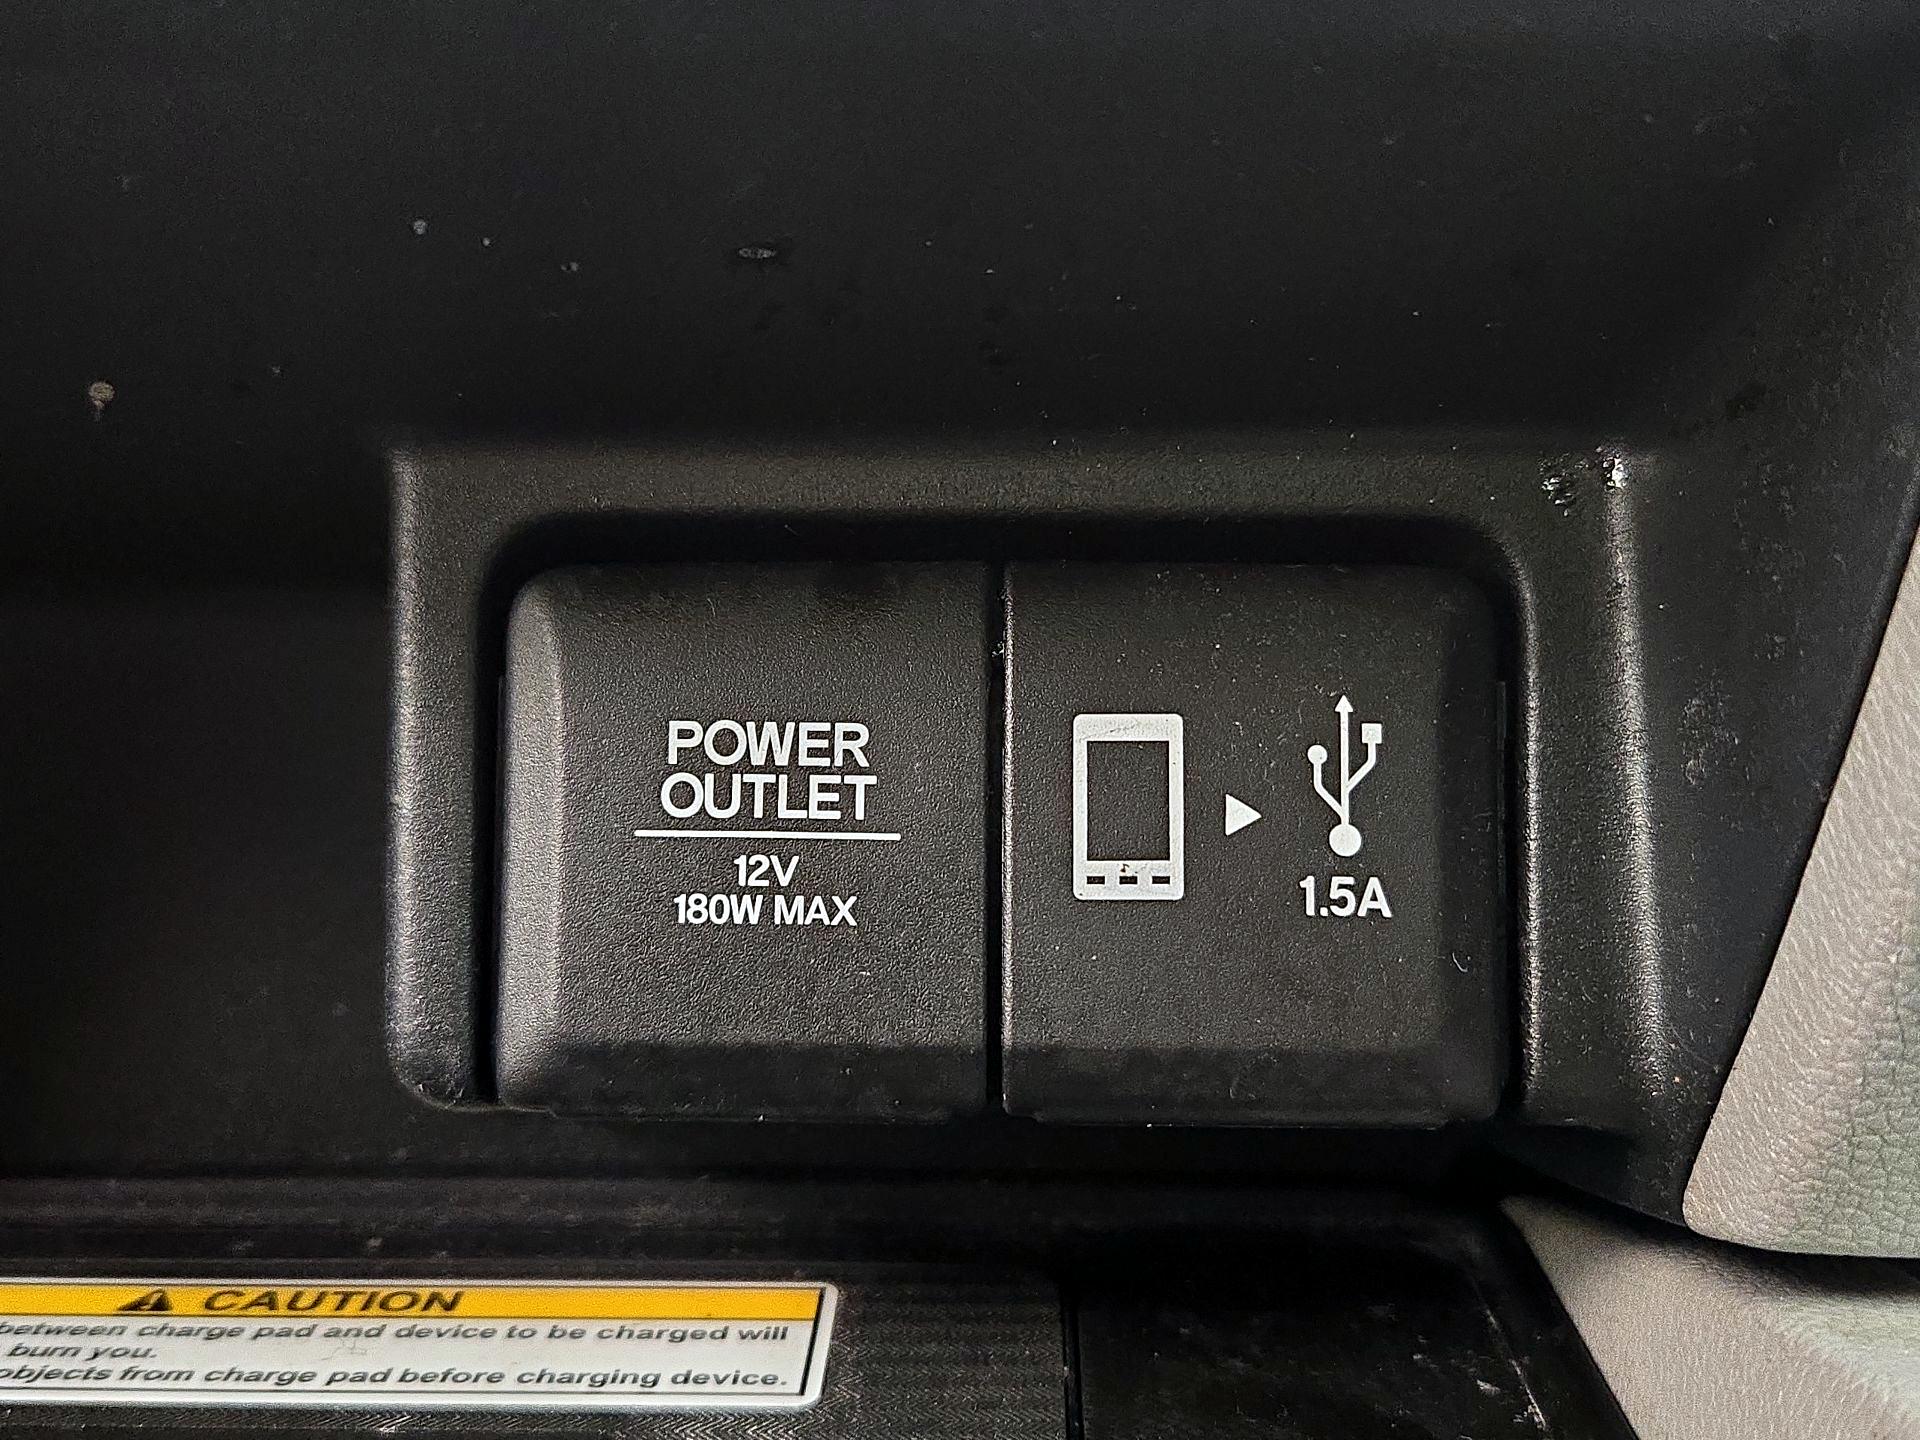 POWER
OUTLET
12V
180W MAX
1.5A
CAUTION
between charge pad and device to be charged will
burn you.
objects from charge pad before charging device.